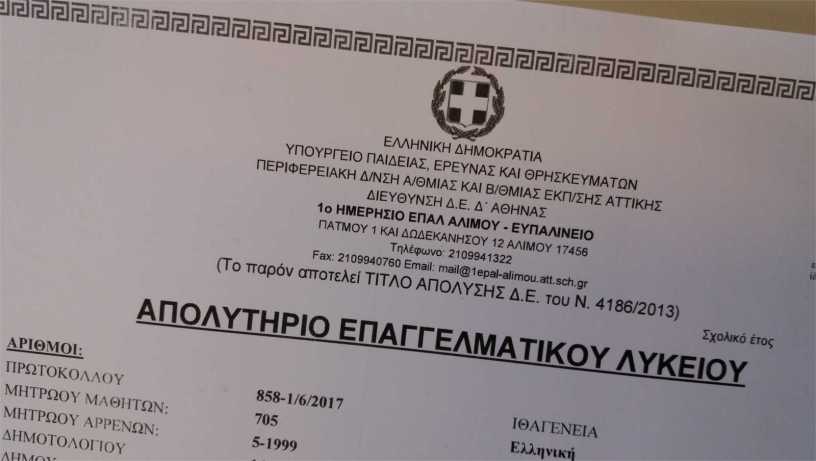 ΕΛΛΗΝΙΚΗ ΔΗΜΟΚΡΑΤΙΑ
ΥΠΟΥΡΓΕΙΟ ΠΑΙΔΕΙΑΣ, ΕΡΕΥΝΑΣ ΚΑΙ ΘΡΗΣΚΕΥΜΑΤΩΝ
ΠΕΡΙΦΕΡΕΙΑΚΗ Δ/ΝΣΗ Α/ΘΜΙΑΣ ΚΑΙ Β/ΘΜΙΑΣ ΕΚΠ/ΣΗΣ ΑΤΤΙΚΗΣ
ΔΙΕΥΘΥΝΣΗ Δ.Ε. Δ΄ ΑΘΗΝΑΣ
1ο ΗΜΕΡΗΣΙΟ ΕΠΑΛ ΑΛΙΜΟΥ - ΕΥΠΑΛΙΝΕΙΟ
ΠΑΤΜΟΥ 1 ΚΑΙ ΔΩΔΕΚΑΝΗΣΟΥ 12 ΑΛΙΜΟΥ 17456
Τηλέφωνο: 2109941322
Fax: 2109940760 Email: mail@1epal-alimou.att.sch.gr
(Το παρόν αποτελεί ΤΙΤΛΟ ΑΠΟΛΥΣΗΣ Δ.Ε. του Ν. 4186/2013)
Σχολικό έτος
ΑΠΟΛΥΤΗΡΙΟ ΕΠΑΓΓΕΛΜΑΤΙΚΟΥ ΛΥΚΕΙΟΥ
ΑΡΙΘΜΟΙ:
ΠΡΩΤΟΚΟΛΛΟΥ 858-1/6/2017
ΜΗΤΡΩΟΥ ΜΑΘΗΤΩΝ: 705
ΜΗΤΡΩΟΥ ΑΡΡΕΝΩΝ: 5-1999
ΔΗΜΟΤΟΛΟΓΙΟΥ
ΙΘΑΓΕΝΕΙΑ
Ελληνική